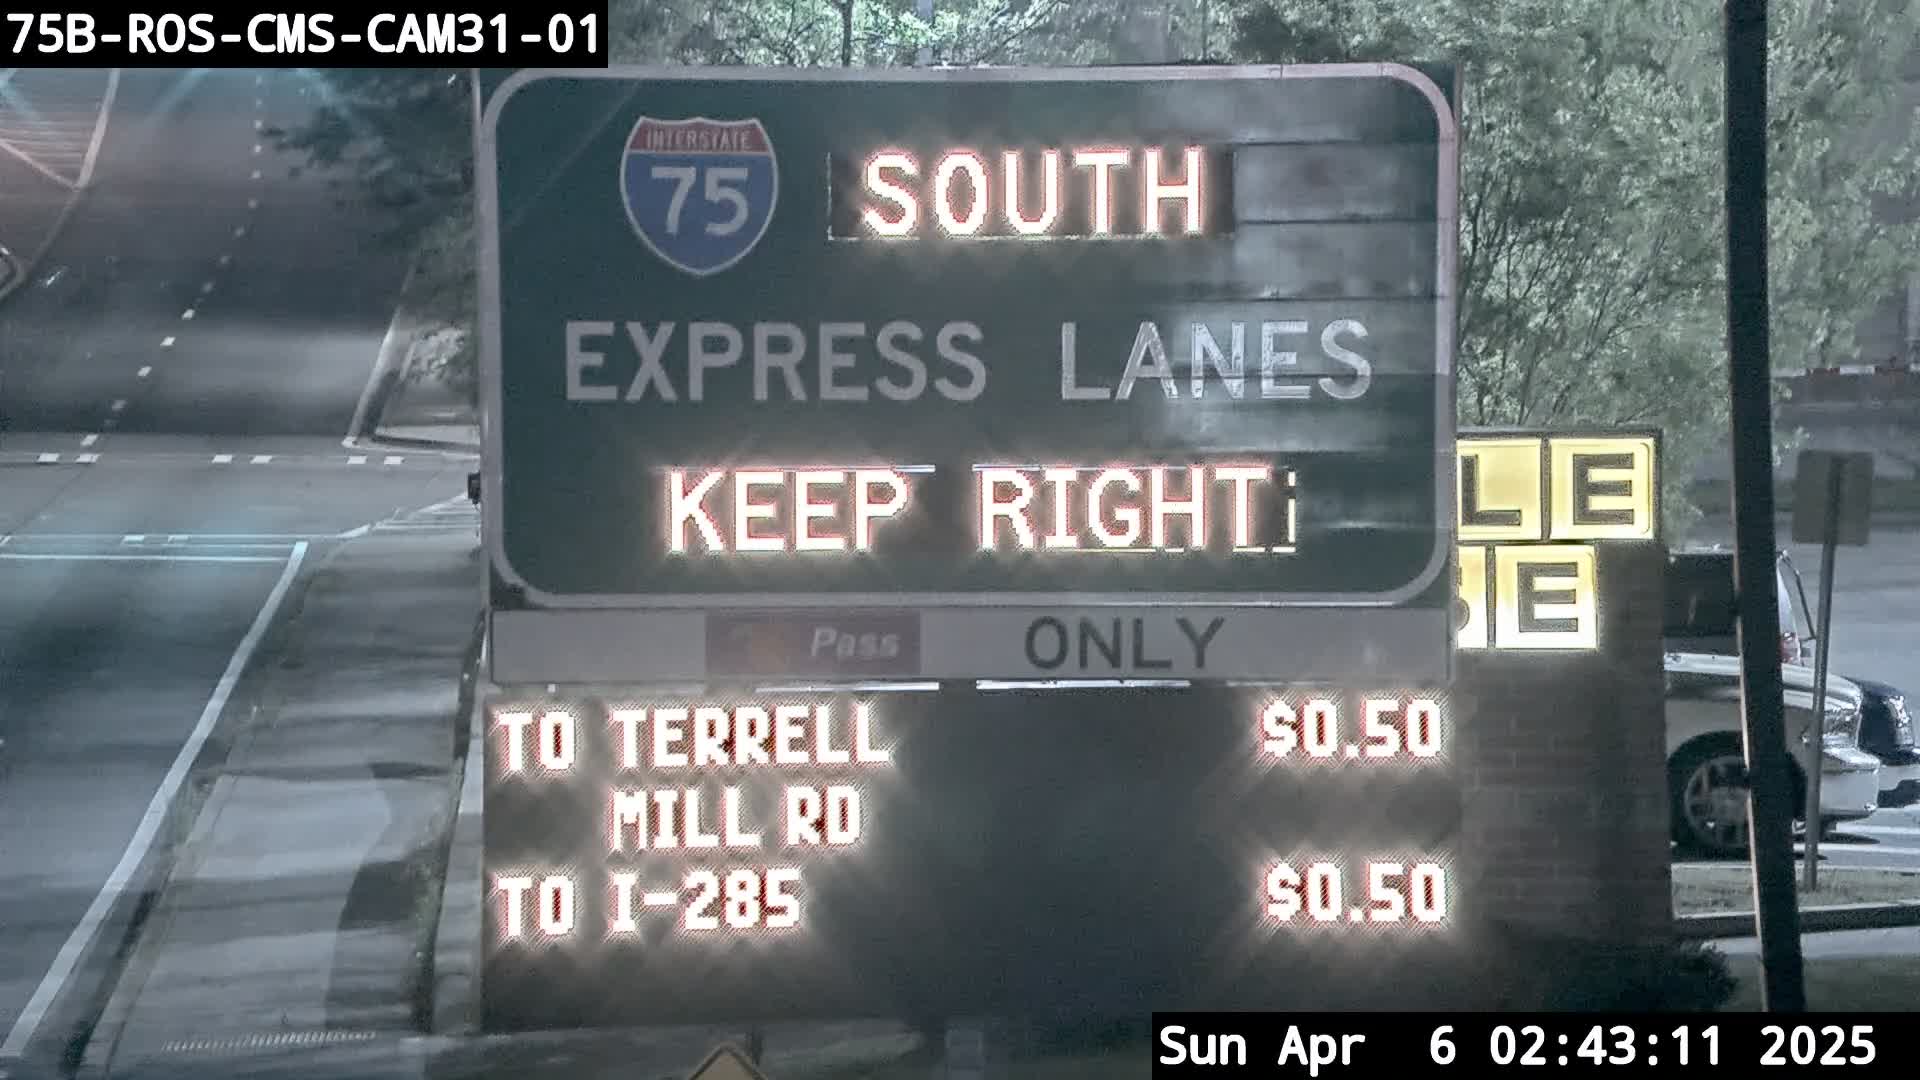 75B-ROS-CMS-CAM31-01
INTERSTATE
75
SOUTH
EXPRESS LANES
KEEP RIGHT
Pass ONLY
TO TERRELL $0.50
MILL RD
TO I-285 $0.50
LE
E
Sun Apr 6 02:43:11 2025